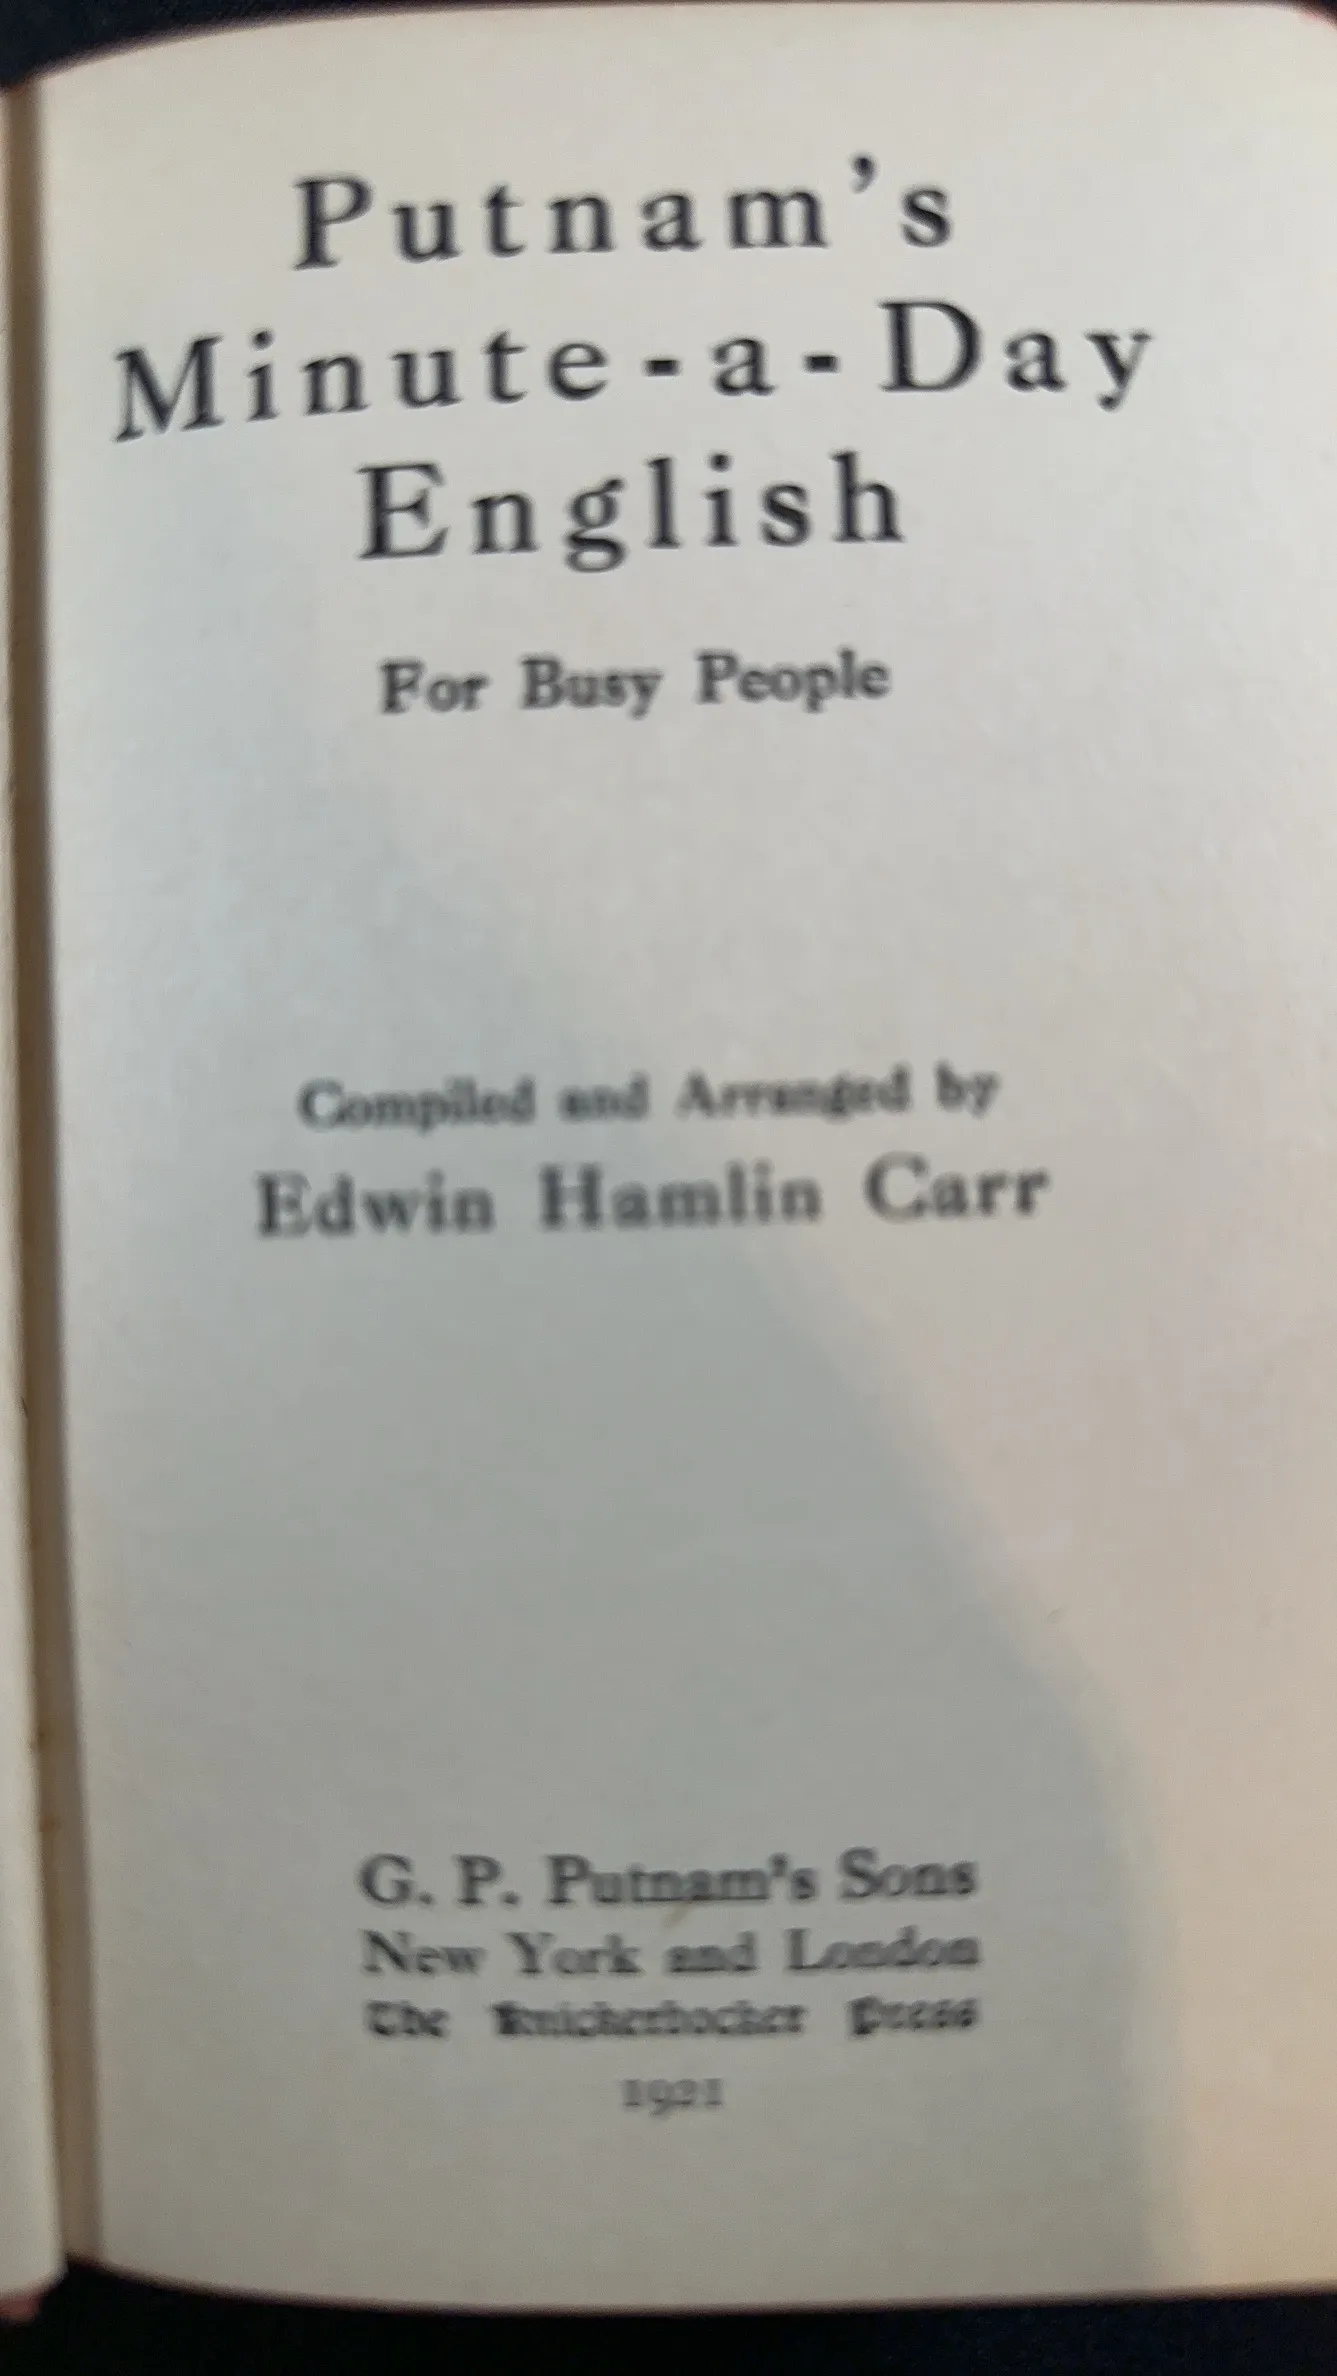 Putnam's
Minute-a-Day
English
For Busy People
Compiled and Arranged by
Edwin Hamlin Carr
G. P. Putnam's Sons
New York and London
The Knickerbocker Press
1921